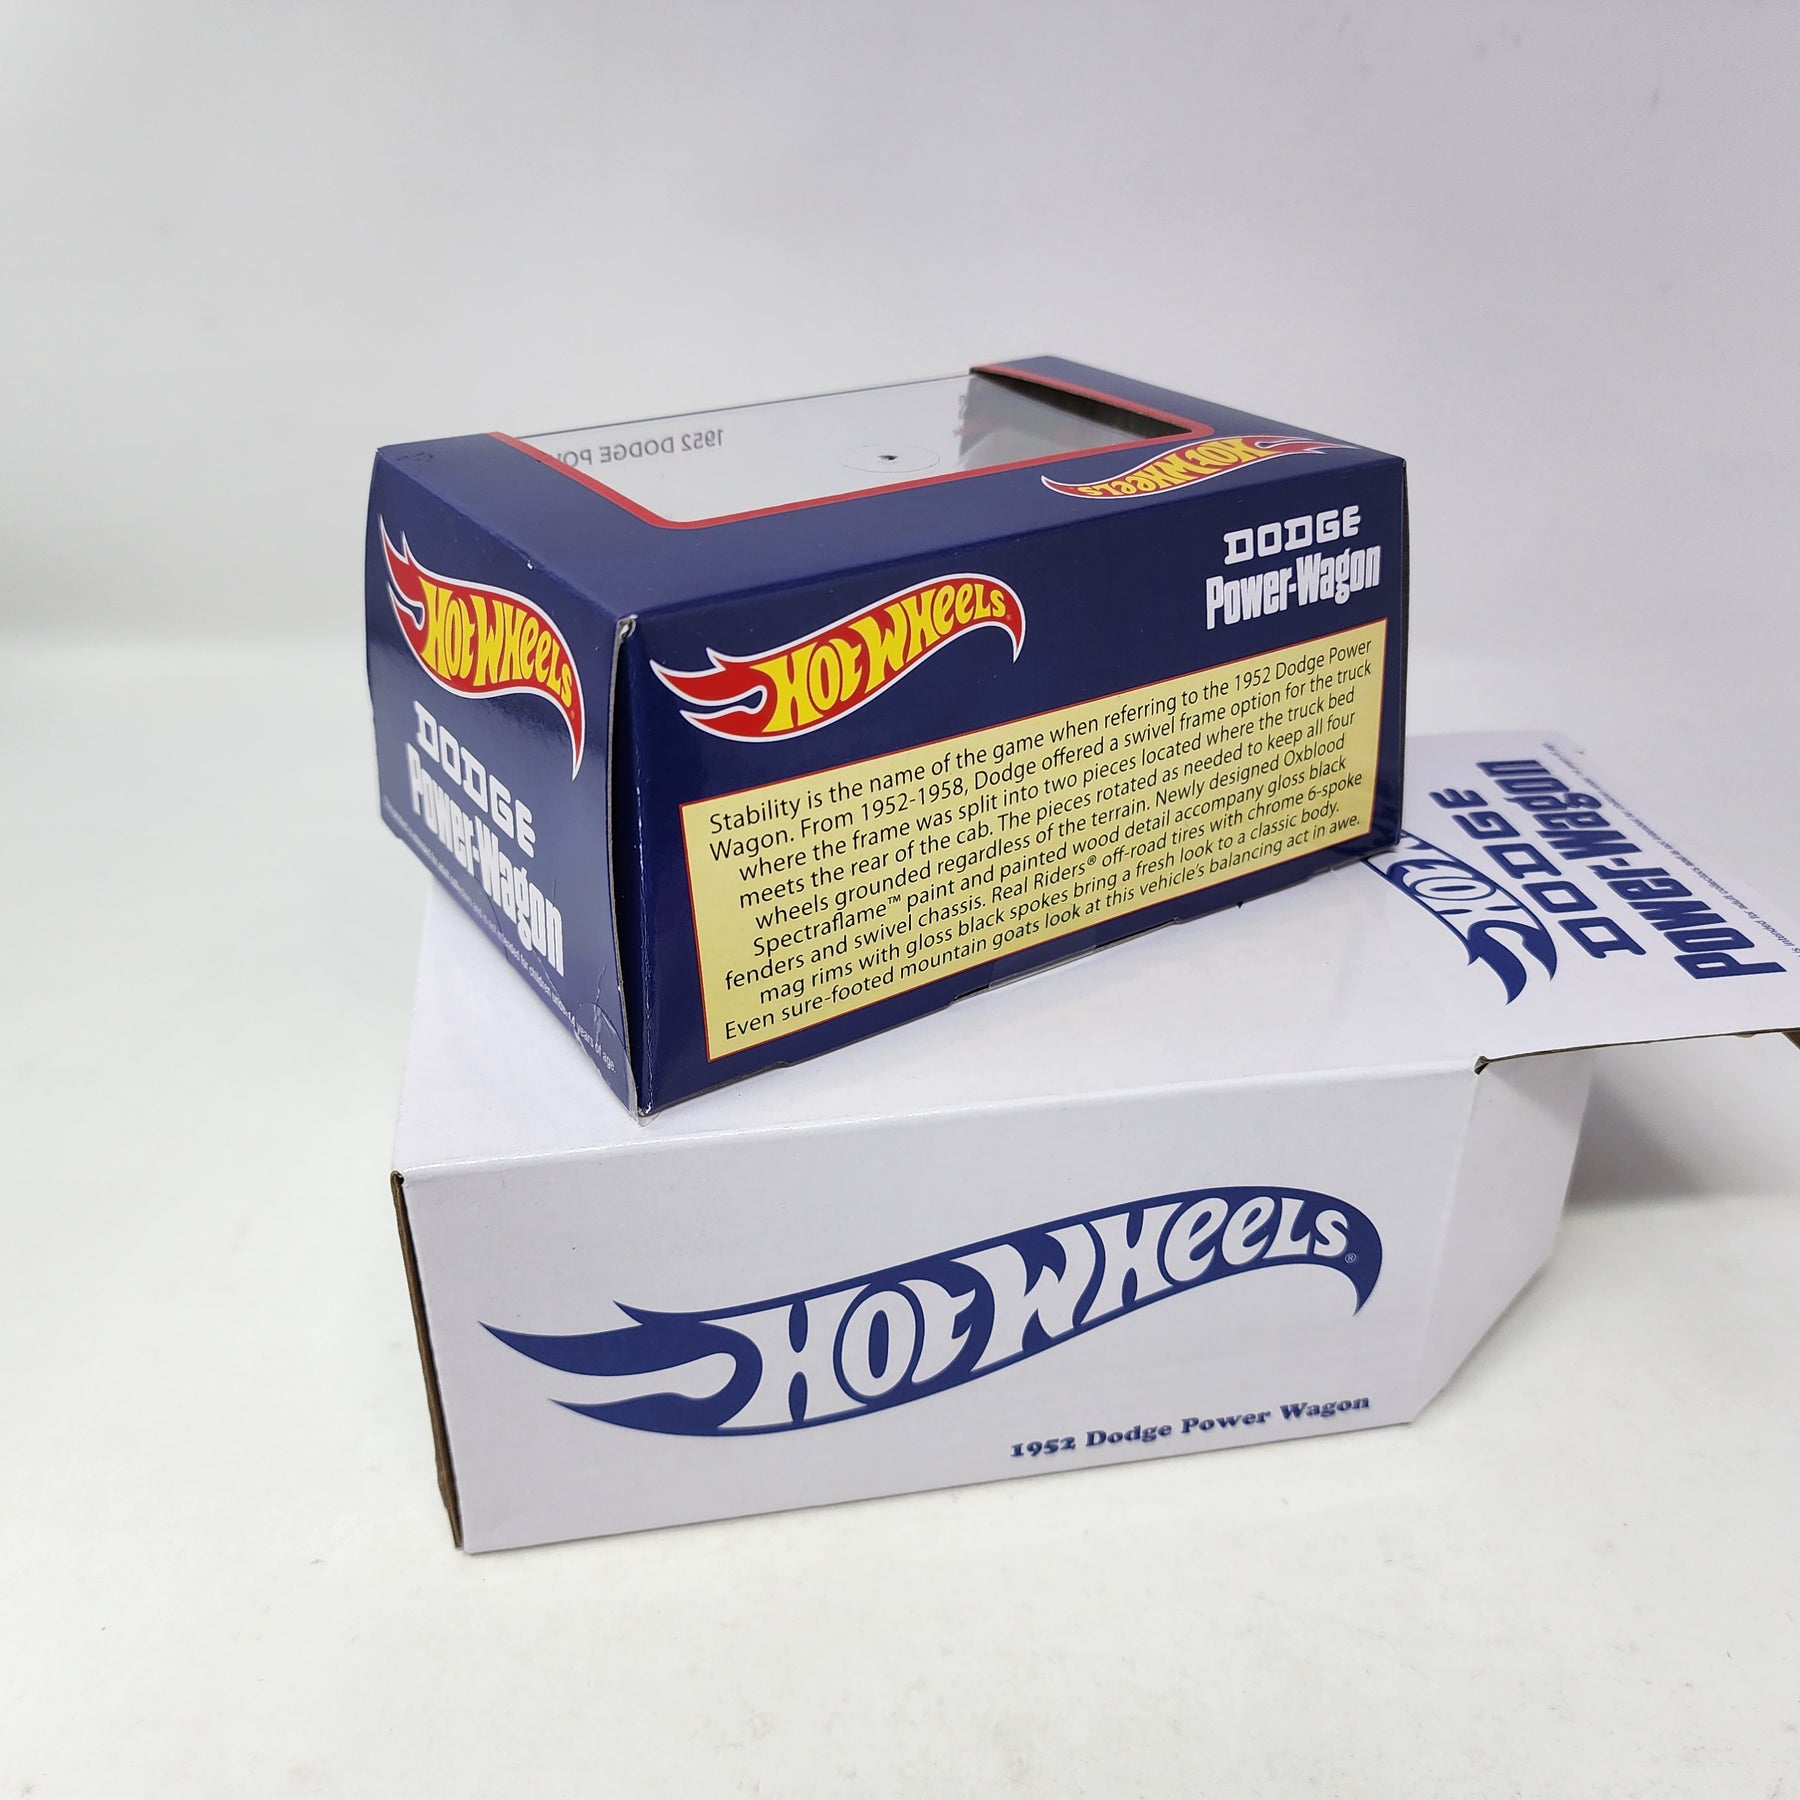 1952 DODGE PO
HOT WHEELS
HOT WHEELS
DODGE
Power-Wagon
HOT WHEELS
DODGE
Power-Wagon
Stability is the name of the game when referring to the 1952 Dodge Power
Wagon. From 1952-1958, Dodge offered a swivel frame option for the truck
where the frame was split into two pieces located where the truck bed
meets the rear of the cab. The pieces rotated as needed to keep all four
wheels grounded regardless of the terrain. Newly designed Oxblood
Spectraflame™ paint and painted wood detail accompany gloss black
fenders and swivel chassis. Real Riders® off-road tires with chrome 6-spoke
mag rims with gloss black spokes bring a fresh look to a classic body.
Even sure-footed mountain goats look at this vehicle's balancing act in awe.
HOT
DODGE
Power-Wagon
HOT WHEELS®
1952 Dodge Power Wagon